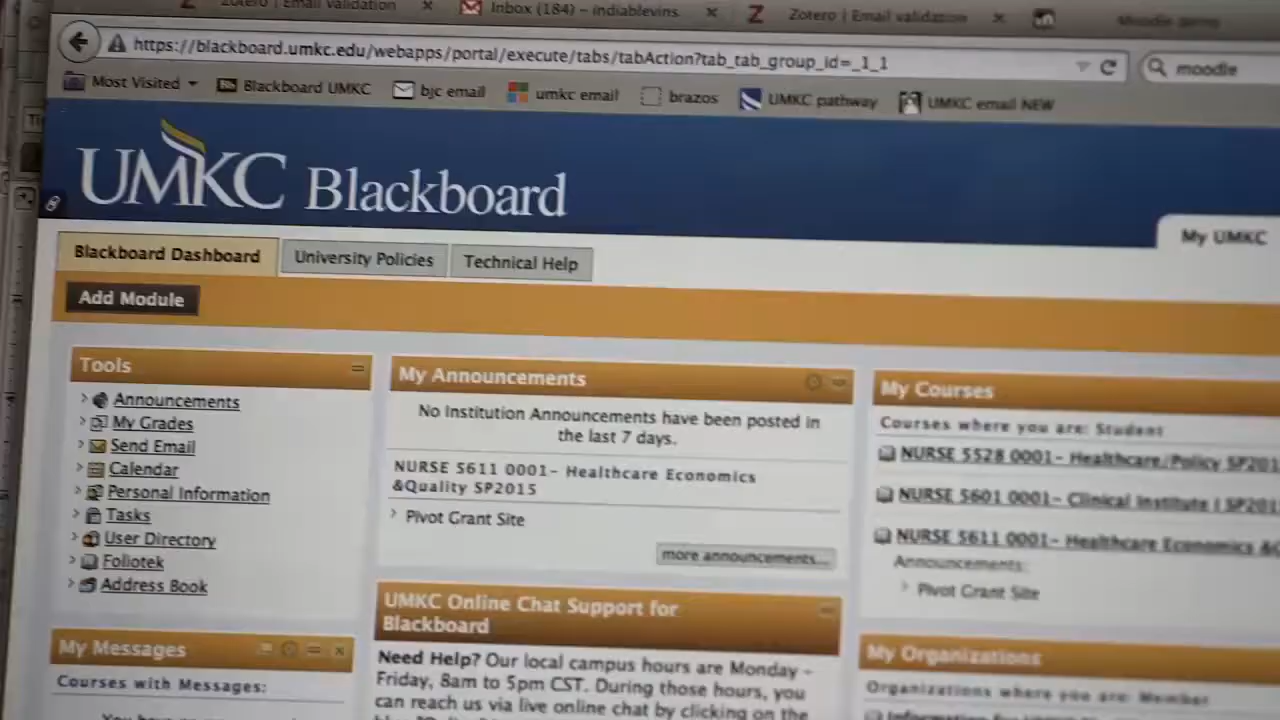 Zotero | Email validation
Inbox (184) – indiablevins
Zotero | Email validation
https://blackboard.umkc.edu/webapps/portal/execute/tabs/tabAction?tab_tab_group_id=_1_1
moodle
Most Visited
Blackboard UMKC
bjc email
umkc email
brazos
UMKC pathway
UMKC email NEW
UMKC Blackboard
My UMKC
Blackboard Dashboard
University Policies
Technical Help
Add Module
Tools
Announcements
My Grades
Send Email
Calendar
Personal Information
Tasks
User Directory
Foliotek
Address Book
My Messages
Courses with Messages:
My Announcements
No Institution Announcements have been posted in
the last 7 days.
NURSE 5611 0001– Healthcare Economics
&Quality SP2015
Pivot Grant Site
more announcements...
UMKC Online Chat Support for
Blackboard
Need Help? Our local campus hours are Monday –
Friday, 8am to 5pm CST. During those hours, you
can reach us via live online chat by clicking on the
My Courses
Courses where you are: Student
NURSE 5528 0001– Healthcare/Policy SP201
NURSE 5601 0001– Clinical Institute I SP201
NURSE 5611 0001– Healthcare Economics &
Announcements:
Pivot Grant Site
My Organizations
Organizations where you are: Member